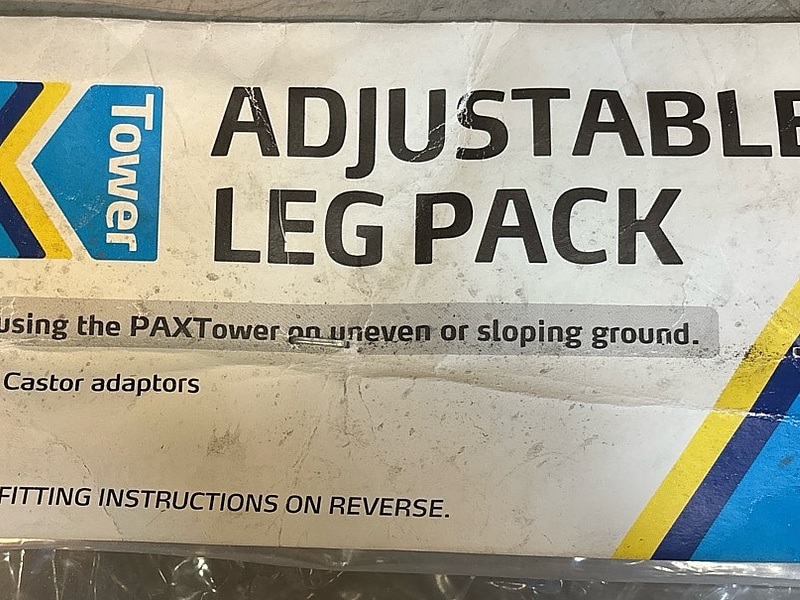 Tower
ADJUSTABLE
LEG PACK
using the PAXTower on uneven or sloping ground.
Castor adaptors
FITTING INSTRUCTIONS ON REVERSE.